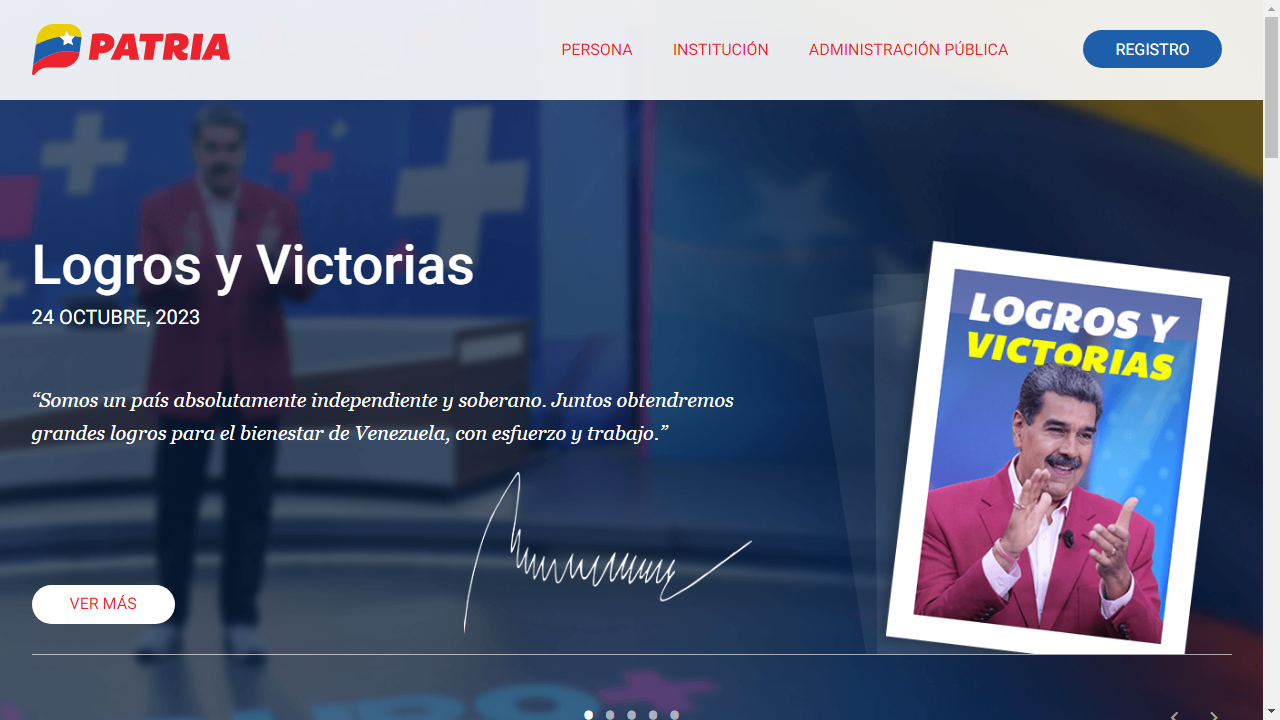 PATRIA
PERSONA
INSTITUCIÓN
ADMINISTRACIÓN PÚBLICA
REGISTRO
Logros y Victorias
24 OCTUBRE, 2023
“Somos un país absolutamente independiente y soberano. Juntos obtendremos
grandes logros para el bienestar de Venezuela, con esfuerzo y trabajo.”
VER MÁS
LOGROS Y
VICTORIAS